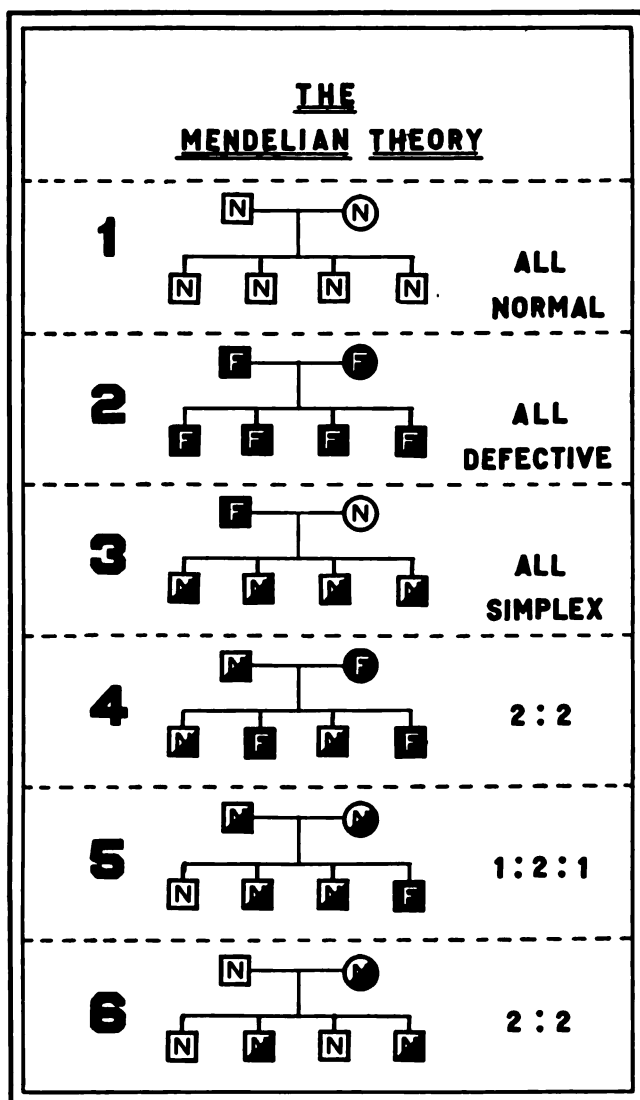 THE
MENDELIAN THEORY
1
N N
N N N N
ALL
NORMAL
2
F F
F F F F
ALL
DEFECTIVE
3
F N
N N N N
ALL
SIMPLEX
4
N F
N F N F
2:2
5
N N
N N N F
1:2:1
6
N N
N N N N
2:2